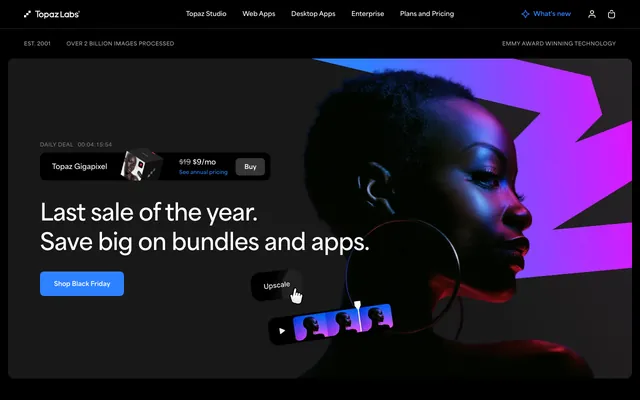 Topaz Labs
Topaz Studio
Web Apps
Desktop Apps
Enterprise
Plans and Pricing
What's new
EST. 2001
OVER 2 BILLION IMAGES PROCESSED
EMMY AWARD WINNING TECHNOLOGY
DAILY DEAL 00:04:15:54
Topaz Gigapixel
$19 $9/mo
See annual pricing
Buy
Last sale of the year.
Save big on bundles and apps.
Shop Black Friday
Upscale